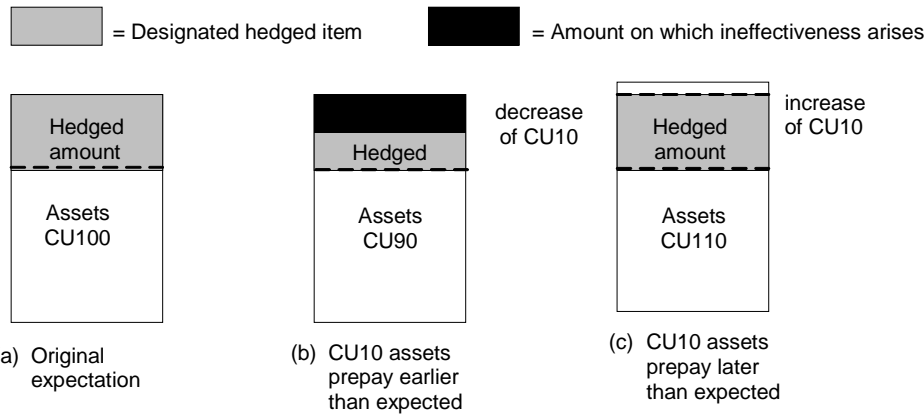 = Designated hedged item
= Amount on which ineffectiveness arises
Hedged
amount
Assets
CU100
a) Original
expectation
Hedged
Assets
CU90
decrease
of CU10
(b) CU10 assets
prepay earlier
than expected
Hedged
amount
Assets
CU110
increase
of CU10
(c) CU10 assets
prepay later
than expected